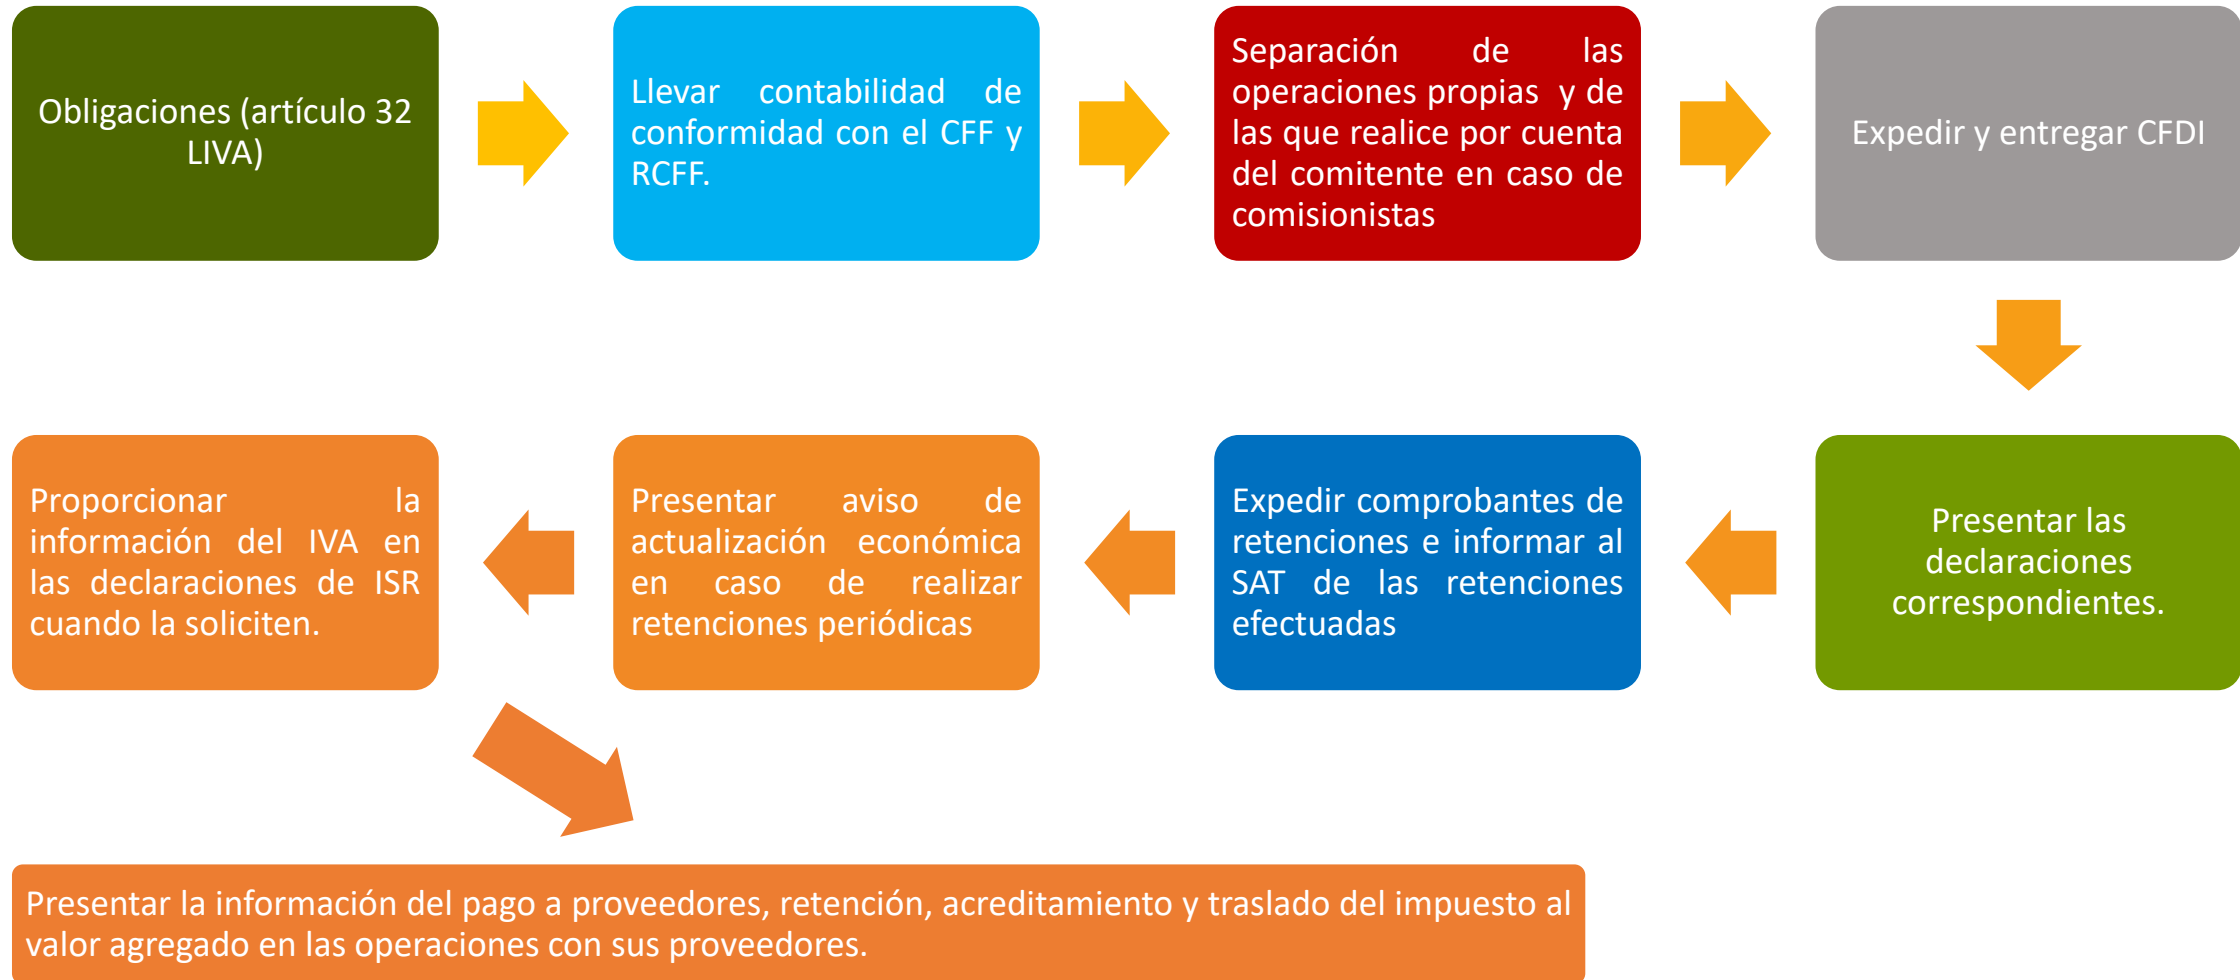 Obligaciones (artículo 32
LIVA)
Llevar contabilidad de
conformidad con el CFF y
RCFF.
Separación de las
operaciones propias y de
las que realice por cuenta
del comitente en caso de
comisionistas
Expedir y entregar CFDI
Presentar las
declaraciones
correspondientes.
Expedir comprobantes de
retenciones e informar al
SAT de las retenciones
efectuadas
Presentar aviso de
actualización económica
en caso de realizar
retenciones periódicas
Proporcionar la
información del IVA en
las declaraciones de ISR
cuando la soliciten.
Presentar la información del pago a proveedores, retención, acreditamiento y traslado del impuesto al
valor agregado en las operaciones con sus proveedores.